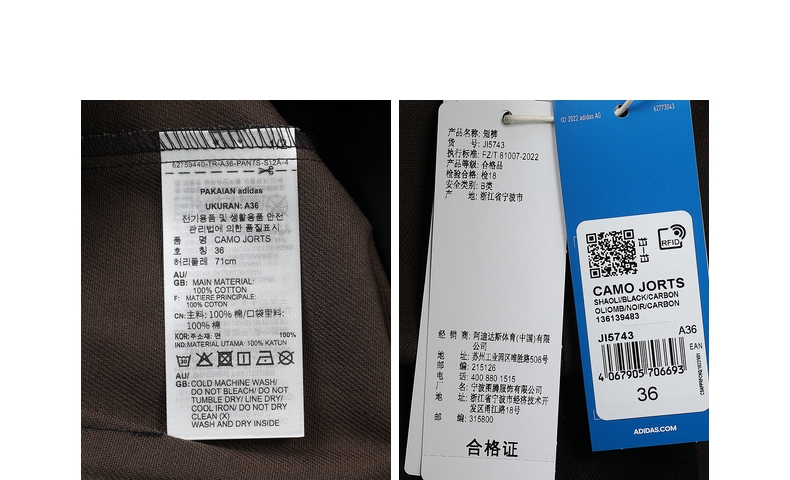 62759440-TR-A36-PANTS-S12A-4
PAKAIAN adidas
UKURAN: A36
전기용품 및 생활용품 안전
관리법에 의한 품질표시
품 명 CAMO JORTS
호 칭 36
허리둘레 71cm
AU/
GB: MAIN MATERIAL:
100% COTTON
F: MATIERE PRINCIPALE:
100% COTON
CN: 主料: 100% 棉/口袋里料:
100% 棉
KOR: 주소재: 면 100%
IND: MATERIAL UTAMA: 100% KATUN
AU/
GB: COLD MACHINE WASH/
DO NOT BLEACH/ DO NOT
TUMBLE DRY/ LINE DRY/
COOL IRON/ DO NOT DRY
CLEAN (X)
WASH AND DRY INSIDE
产品名称: 短裤
货 号: JI5743
执行标准: FZ/T 81007-2022
产品等级: 合格品
检验合格: 检18
安全类别: B类
产 地: 浙江省宁波市
经 销 商: 阿迪达斯体育(中国)有限
公司
地 址: 苏州工业园区唯胜路508号
邮 编: 215126
电 话: 400 880 1515
厂 名: 宁波甬腾服饰有限公司
地 址: 浙江省宁波市经济技术开
发区甬江路18号
邮 编: 315800
合格证
© 2022 adidas AG
62773043
RFID
CAMO JORTS
SHAOLI/BLACK/CARBON
OLIOMB/NOIR/CARBON
136139483
JI5743 A36
EAN
4 067905 706693
36
ADIDAS.COM